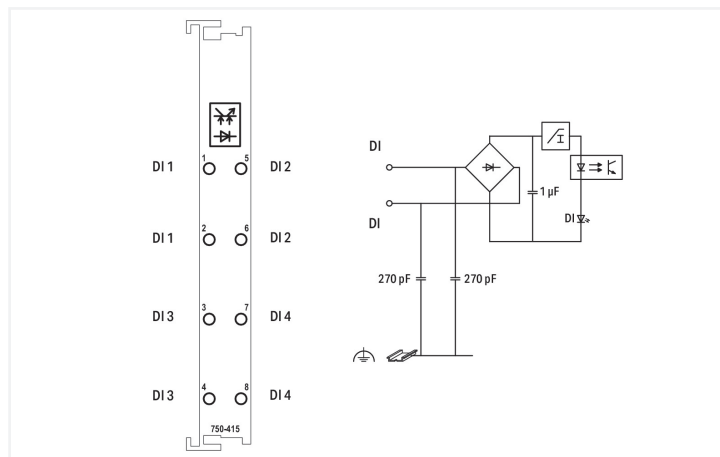 DI 1
1
5
DI 2
DI 1
2
6
DI 2
DI 3
3
7
DI 4
DI 3
4
8
DI 4
750-415
DI
DI
I
1 µF
DI
270 pF
270 pF